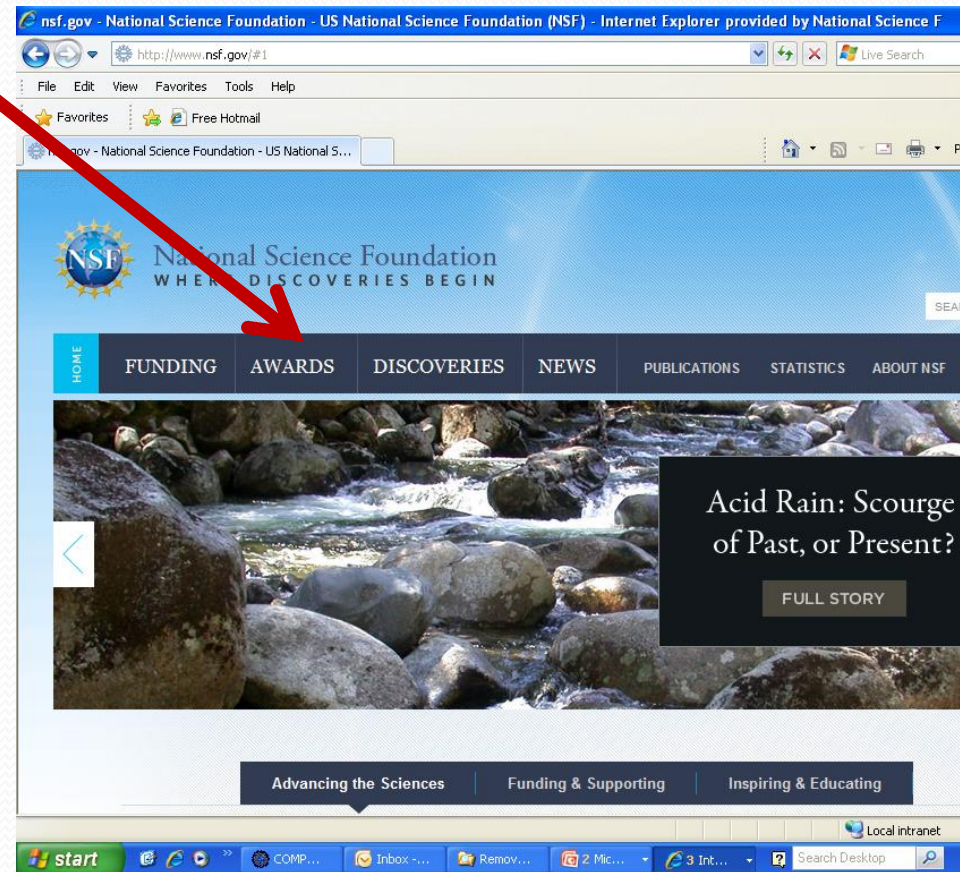 nsf.gov - National Science Foundation - US National Science Foundation (NSF) - Internet Explorer provided by National Science F
http://www.nsf.gov/#1
Live Search
File Edit View Favorites Tools Help
Favorites Free Hotmail
gov - National Science Foundation - US National S...
P
NSF
National Science Foundation
WHERE DISCOVERIES BEGIN
SEA
HOME FUNDING AWARDS DISCOVERIES NEWS PUBLICATIONS STATISTICS ABOUT NSF
Acid Rain: Scourge
of Past, or Present?
FULL STORY
Advancing the Sciences Funding & Supporting Inspiring & Educating
Local intranet
start COMP... Inbox -... Remov... 2 Mic... 3 Int... Search Desktop